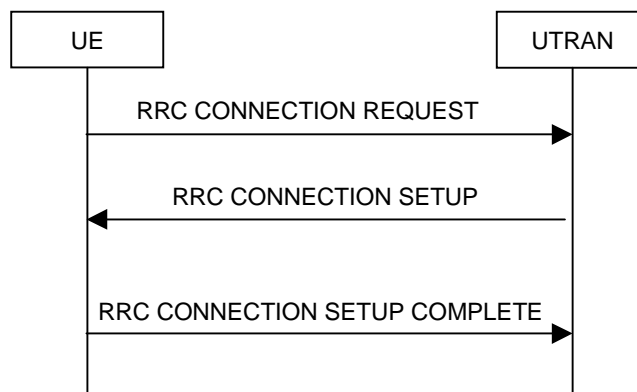 UE
UTRAN
RRC CONNECTION REQUEST
RRC CONNECTION SETUP
RRC CONNECTION SETUP COMPLETE